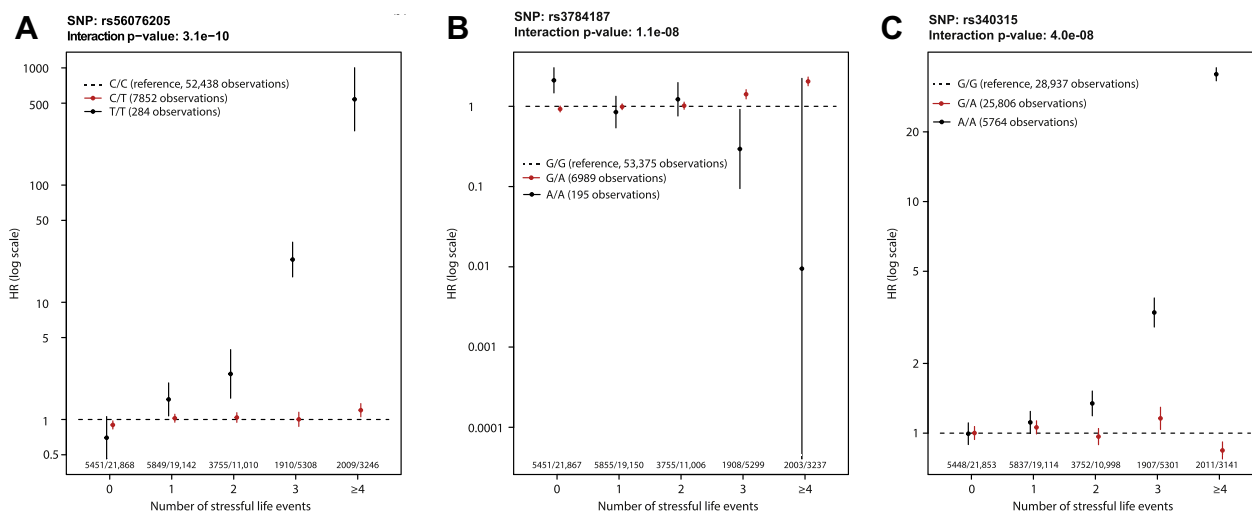 A
SNP: rs56076205
Interaction p−value: 3.1e−10
1000
500
100
50
10
5
1
0.5
HR (log scale)
C/C (reference, 52,438 observations)
C/T (7852 observations)
T/T (284 observations)
5451/21,868 5849/19,142 3755/11,010 1910/5308 2009/3246
0 1 2 3 ≥4
Number of stressful life events
B
SNP: rs3784187
Interaction p-value: 1.1e-08
1
0.1
0.01
0.001
0.0001
HR (log scale)
G/G (reference, 53,375 observations)
G/A (6989 observations)
A/A (195 observations)
5451/21,867 5855/19,150 3755/11,006 1908/5299 2003/3237
0 1 2 3 ≥4
Number of stressful life events
C
SNP: rs340315
Interaction p-value: 4.0e-08
20
10
2
1
HR (log scale)
G/G (reference, 28,937 observations)
G/A (25,806 observations)
A/A (5764 observations)
5448/21,853 5837/19,114 3752/10,998 1907/5301 2011/3141
0 1 2 3 ≥4
Number of stressful life events